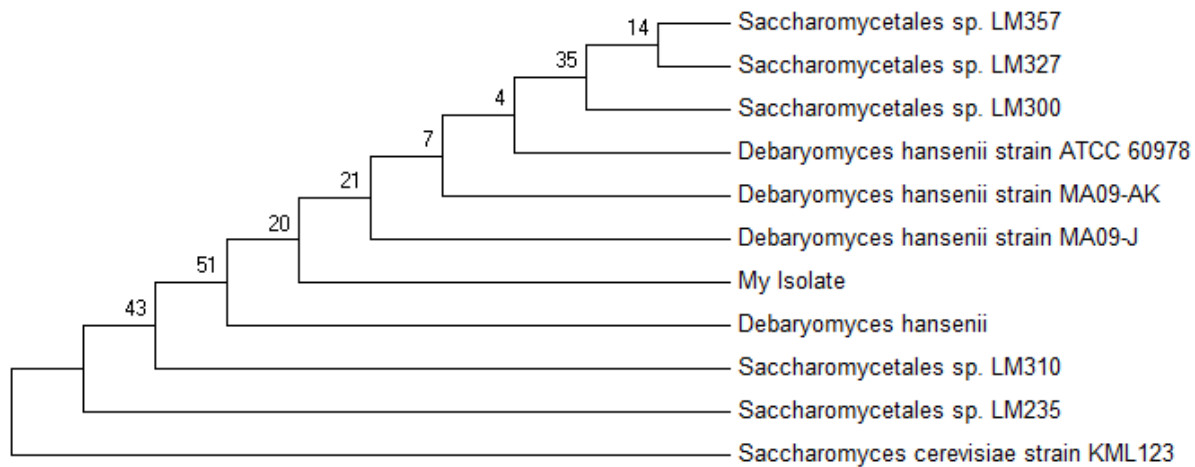 14
Saccharomycetales sp. LM357
35
Saccharomycetales sp. LM327
4
Saccharomycetales sp. LM300
7
Debaryomyces hansenii strain ATCC 60978
21
Debaryomyces hansenii strain MA09-AK
20
Debaryomyces hansenii strain MA09-J
51
My Isolate
43
Debaryomyces hansenii
Saccharomycetales sp. LM310
Saccharomycetales sp. LM235
Saccharomyces cerevisiae strain KML123